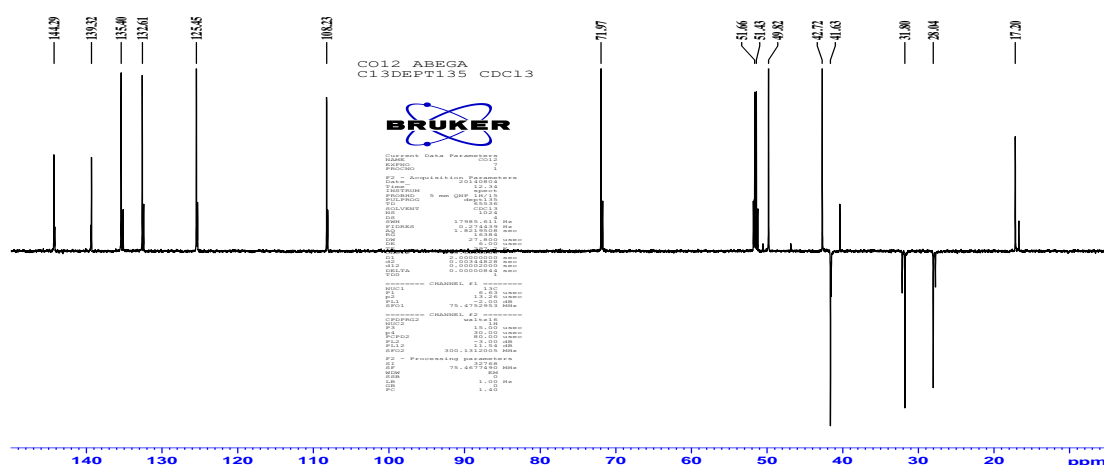 144.29 139.32 135.40 132.61 125.45 108.23 71.97 51.66 51.43 49.82 42.72 41.63 31.80 28.04 17.20
CO12 ABEGA
C13DEPT135 CDCl3
BRUKER
Current Data Parameters
NAME CO12
EXPNO 7
PROCNO 1
F2 - Acquisition Parameters
Date_ 20140804
Time 12.34
INSTRUM spect
PROBHD 5 mm QNP 1H/15
PULPROG dept135
TD 65536
SOLVENT CDCl3
NS 1024
DS 4
SWH 17985.611 Hz
FIDRES 0.274439 Hz
AQ 1.8219508 sec
RG 16384
DW 27.800 usec
DE 6.00 usec
D1 2.00000000 sec
d2 0.00344828 sec
d12 0.00002000 sec
DELTA 0.00000844 sec
TD0 1
======== CHANNEL f1 ========
NUC1 13C
P1 6.63 usec
p2 13.26 usec
PL1 -2.00 dB
SFO1 75.4752953 MHz
======== CHANNEL f2 ========
CPDPRG2 waltz16
NUC2 1H
P3 15.00 usec
p4 30.00 usec
PCPD2 80.00 usec
PL2 -3.00 dB
PL12 11.54 dB
SFO2 300.1312005 MHz
F2 - Processing parameters
SI 32768
SF 75.4677490 MHz
WDW EM
SSB 0
LB 1.00 Hz
GB 0
PC 1.40
140 130 120 110 100 90 80 70 60 50 40 30 20 ppm